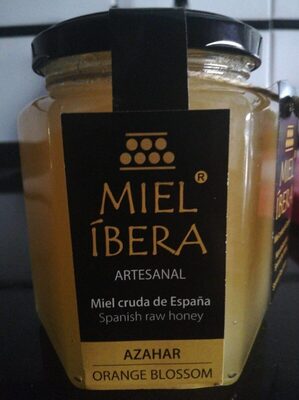 MIEL ®
ÍBERA
ARTESANAL
Miel cruda de España
Spanish raw honey
AZAHAR
ORANGE BLOSSOM